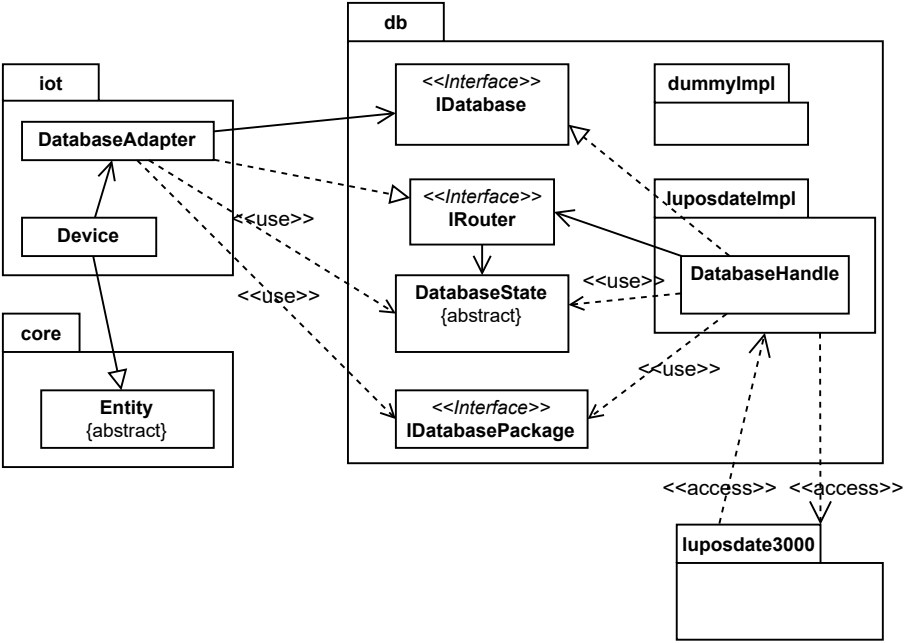 db
iot
<<Interface>>
IDatabase
dummyImpl
DatabaseAdapter
<<Interface>>
IRouter
luposdateImpl
<<use>>
Device
DatabaseHandle
<<use>>
DatabaseState
{abstract}
<<use>>
core
<<use>>
Entity
{abstract}
<<Interface>>
IDatabasePackage
<<access>>
<<access>>
luposdate3000